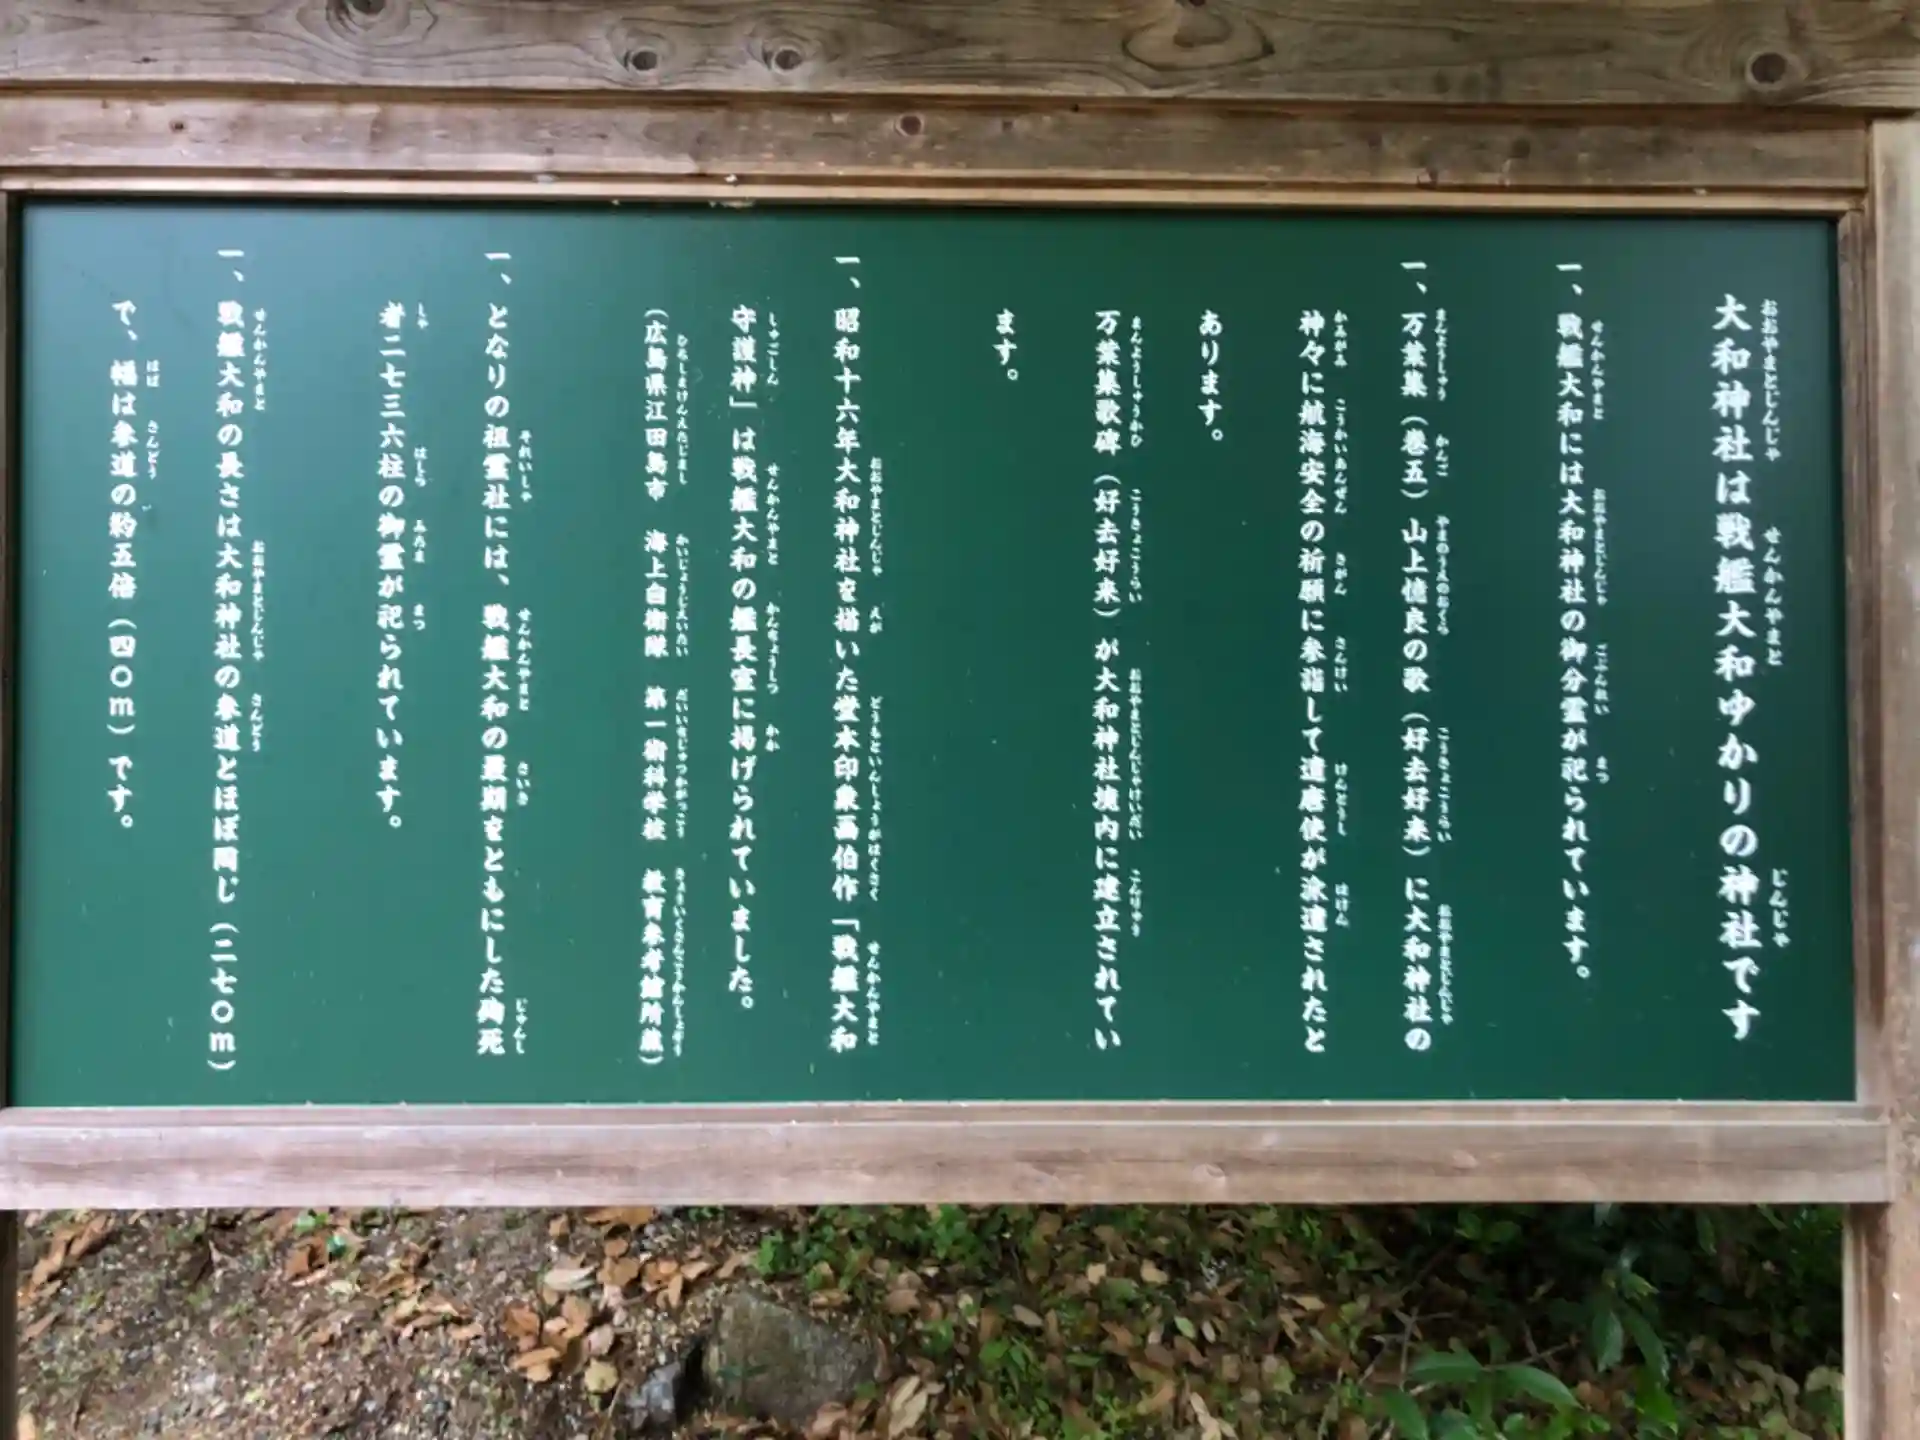 大和神社は戦艦大和ゆかりの神社です
一、戦艦大和には大和神社の御分霊が祀られています。
一、万葉集（巻五）山上憶良の歌（好去好来）に大和神社の
神々に航海安全の祈願に参詣して遣唐使が派遣されたと
あります。
万葉集歌碑（好去好来）が大和神社境内に建立されてい
ます。
一、昭和十六年大和神社を描いた堂本印象画伯作「戦艦大和
守護神」は戦艦大和の艦長室に掲げられていました。
（広島県江田島市　海上自衛隊　第一術科学校　教育参考館所蔵）
一、となりの祖霊社には、戦艦大和の最期をともにした殉死
者二七三六柱の御霊が祀られています。
一、戦艦大和の長さは大和神社の参道とほぼ同じ（二七〇ｍ）
で、幅は参道の約五倍（四〇ｍ）です。